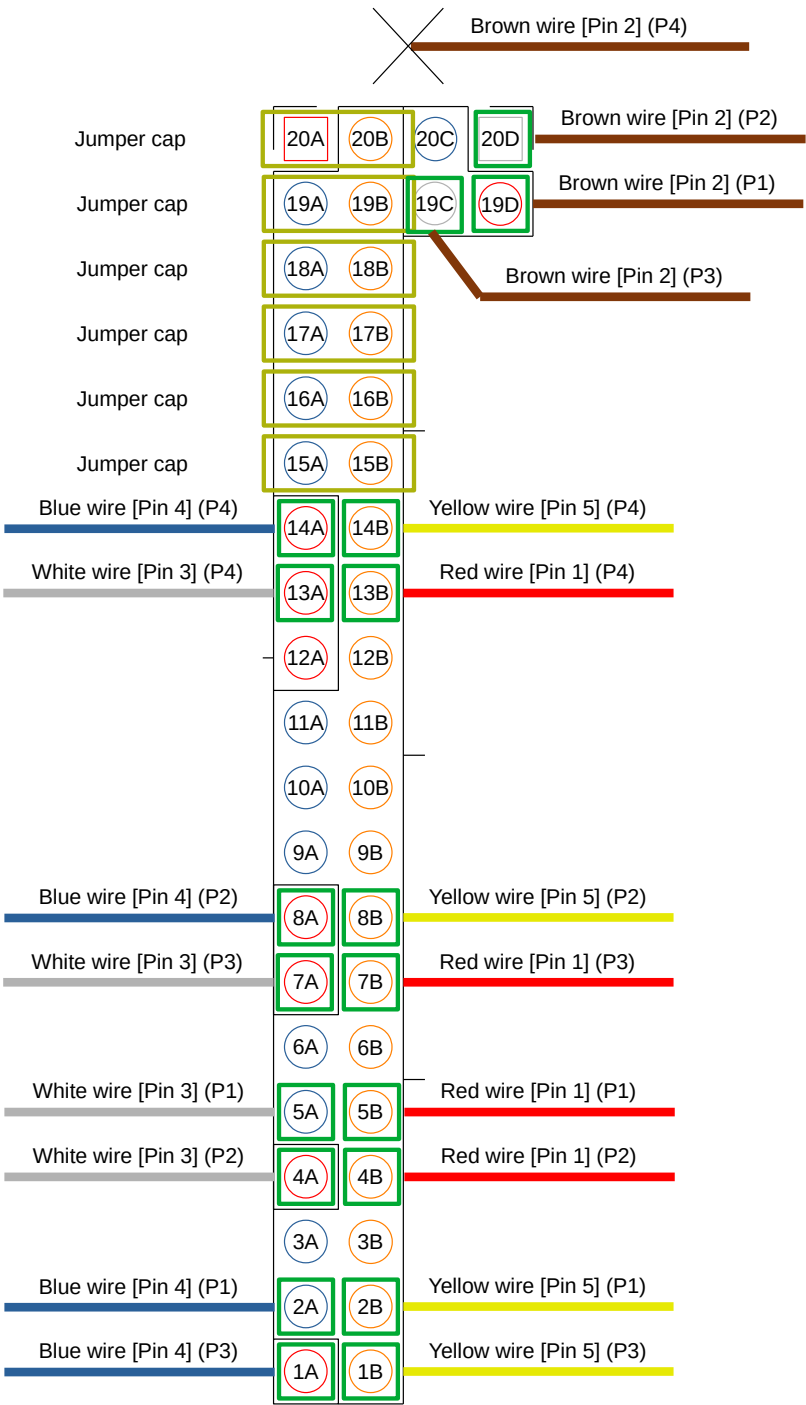 Brown wire [Pin 2] (P4)
Jumper cap 20A 20B 20C 20D Brown wire [Pin 2] (P2)
Jumper cap 19A 19B 19C 19D Brown wire [Pin 2] (P1)
Jumper cap 18A 18B Brown wire [Pin 2] (P3)
Jumper cap 17A 17B
Jumper cap 16A 16B
Jumper cap 15A 15B
Blue wire [Pin 4] (P4) 14A 14B Yellow wire [Pin 5] (P4)
White wire [Pin 3] (P4) 13A 13B Red wire [Pin 1] (P4)
12A 12B
11A 11B
10A 10B
9A 9B
Blue wire [Pin 4] (P2) 8A 8B Yellow wire [Pin 5] (P2)
White wire [Pin 3] (P3) 7A 7B Red wire [Pin 1] (P3)
6A 6B
White wire [Pin 3] (P1) 5A 5B Red wire [Pin 1] (P1)
White wire [Pin 3] (P2) 4A 4B Red wire [Pin 1] (P2)
3A 3B
Blue wire [Pin 4] (P1) 2A 2B Yellow wire [Pin 5] (P1)
Blue wire [Pin 4] (P3) 1A 1B Yellow wire [Pin 5] (P3)